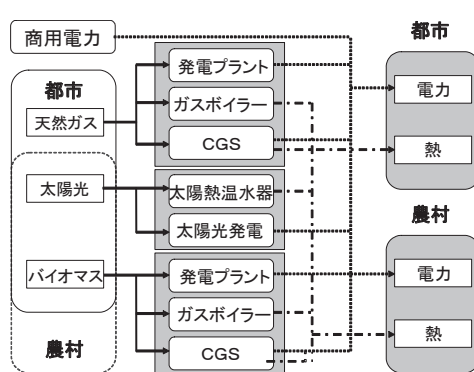 商用電力
都市
天然ガス
太陽光
バイオマス
農村
発電プラント
ガスボイラー
CGS
太陽熱温水器
太陽光発電
発電プラント
ガスボイラー
CGS
都市
電力
熱
農村
電力
熱